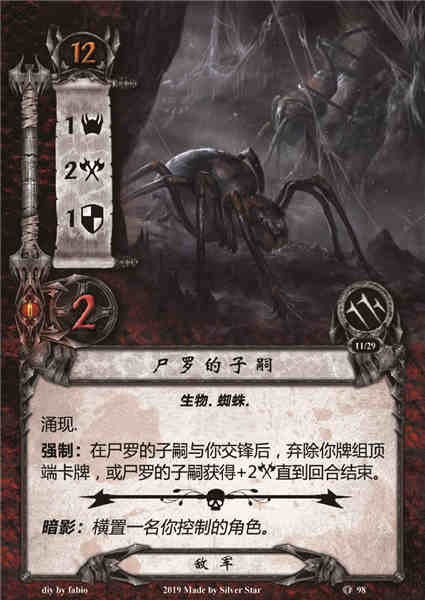 12
1
2
1
2
11/29
尸罗的子嗣
生物. 蜘蛛.
涌现.
强制：在尸罗的子嗣与你交锋后，弃除你牌组顶
端卡牌，或尸罗的子嗣获得+2直到回合结束。
暗影：横置一名你控制的角色。
敌军
diy by fabio 2019 Made by Silver Star 98